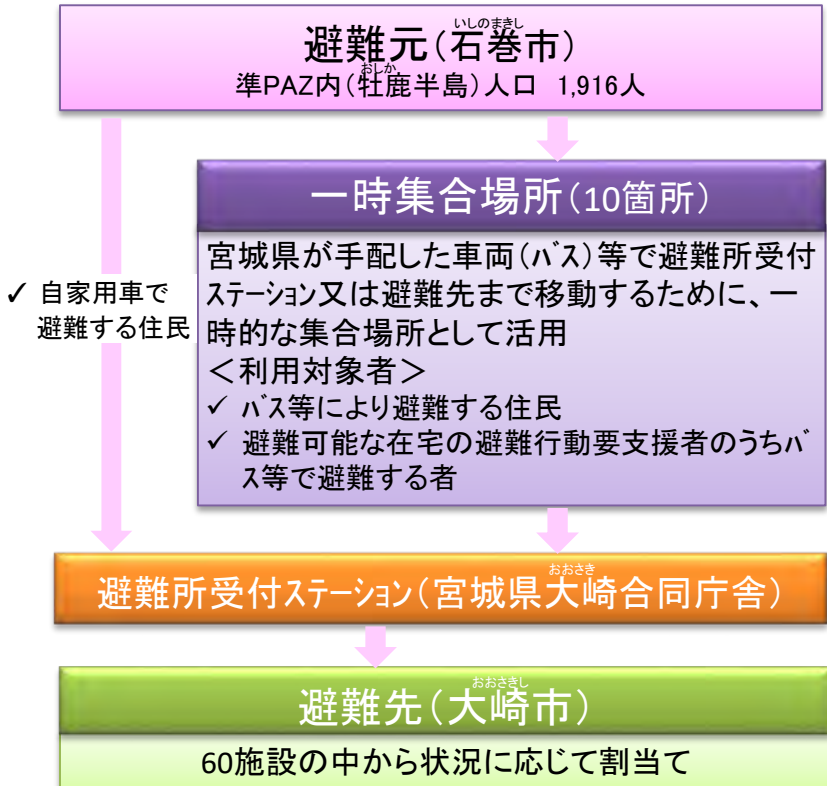 避難元（石巻市）
いしのまきし
準PAZ内（牡鹿半島）人口 1,916人
おしか
一時集合場所（10箇所）
宮城県が手配した車両（バス）等で避難所受付
ステーション又は避難先まで移動するために、一
時的な集合場所として活用
＜利用対象者＞
✓ バス等により避難する住民
✓ 避難可能な在宅の避難行動要支援者のうちバ
ス等で避難する者
✓ 自家用車で
避難する住民
避難所受付ステーション（宮城県大崎合同庁舎）
おおさき
避難先（大崎市）
おおさきし
60施設の中から状況に応じて割当て